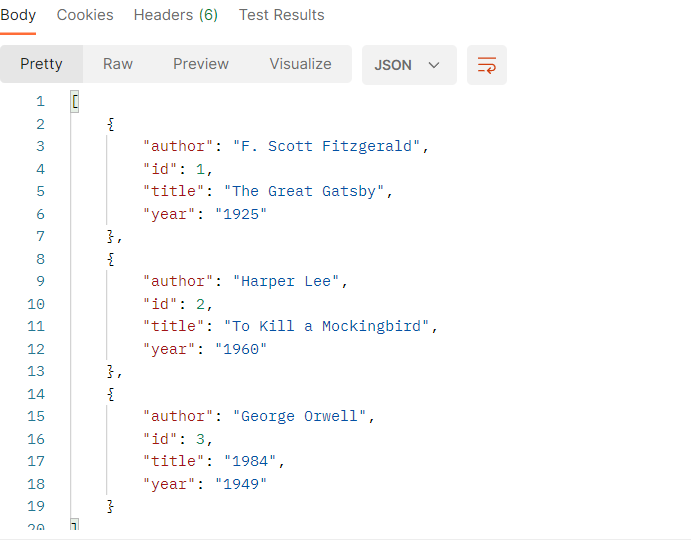 Body Cookies Headers (6) Test Results
Pretty Raw Preview Visualize JSON
1 [
2 {
3 "author": "F. Scott Fitzgerald",
4 "id": 1,
5 "title": "The Great Gatsby",
6 "year": "1925"
7 },
8 {
9 "author": "Harper Lee",
10 "id": 2,
11 "title": "To Kill a Mockingbird",
12 "year": "1960"
13 },
14 {
15 "author": "George Orwell",
16 "id": 3,
17 "title": "1984",
18 "year": "1949"
19 }
20 ]